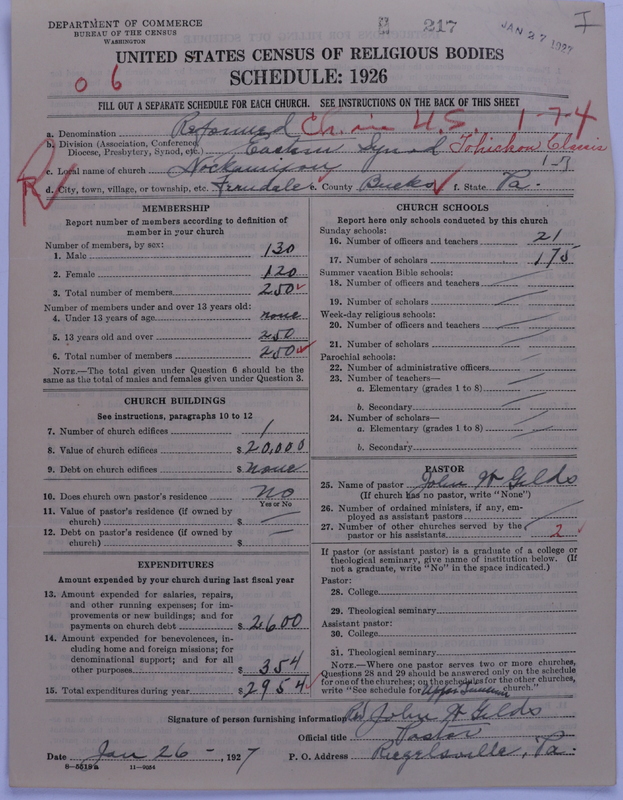 DEPARTMENT OF COMMERCE
BUREAU OF THE CENSUS
WASHINGTON
217
JAN 27 1927
I
UNITED STATES CENSUS OF RELIGIOUS BODIES
SCHEDULE: 1926
0 6
FILL OUT A SEPARATE SCHEDULE FOR EACH CHURCH. SEE INSTRUCTIONS ON THE BACK OF THIS SHEET
a. Denomination Reformed Ch. in U.S. 1-7-4
b. Division (Association, Conference, Diocese, Presbytery, Synod, etc.) Eastern Synod Tohickon Classis
c. Local name of church Nockamixon 1-7
R
d. City, town, village, or township, etc. Ferndale e. County Bucks f. State Pa.
MEMBERSHIP
Report number of members according to definition of
member in your church
Number of members, by sex:
1. Male 130
2. Female 120
3. Total number of members 250
Number of members under and over 13 years old:
4. Under 13 years of age none
5. 13 years old and over 250
6. Total number of members 250
NOTE.—The total given under Question 6 should be the
same as the total of males and females given under Question 3.
CHURCH BUILDINGS
See instructions, paragraphs 10 to 12
7. Number of church edifices 1
8. Value of church edifices $ 20,000
9. Debt on church edifices $ none
10. Does church own pastor's residence No
Yes or No
11. Value of pastor's residence (if owned by
church) $
12. Debt on pastor's residence (if owned by
church) $
EXPENDITURES
Amount expended by your church during last fiscal year
13. Amount expended for salaries, repairs,
and other running expenses; for im-
provements or new buildings; and for
payments on church debt $ 2600
14. Amount expended for benevolences, in-
cluding home and foreign missions; for
denominational support; and for all
other purposes $ 354
15. Total expenditures during year $ 2954
CHURCH SCHOOLS
Report here only schools conducted by this church
Sunday schools:
16. Number of officers and teachers 21
17. Number of scholars 175
Summer vacation Bible schools:
18. Number of officers and teachers
19. Number of scholars
Week-day religious schools:
20. Number of officers and teachers
21. Number of scholars
Parochial schools:
22. Number of administrative officers
23. Number of teachers—
a. Elementary (grades 1 to 8)
b. Secondary
24. Number of scholars—
a. Elementary (grades 1 to 8)
b. Secondary
PASTOR
25. Name of pastor John W Gilds
(If church has no pastor, write "None")
26. Number of ordained ministers, if any, em-
ployed as assistant pastors
27. Number of other churches served by the
pastor or his assistants 2
If pastor (or assistant pastor) is a graduate of a college or
theological seminary, give name of institution below. (If
not a graduate, write "No" in the space indicated.)
Pastor:
28. College
29. Theological seminary
Assistant pastor:
30. College
31. Theological seminary
NOTE.—Where one pastor serves two or more churches,
Questions 28 and 29 should be answered only on the schedule
for one of the churches; on the schedules for the other churches,
write "See schedule for Upper Tinicum church."
Signature of person furnishing information Rev John W Gilds
Official title Pastor
Date Jan 26 - , 1927 P. O. Address Riegelsville, Pa.
8—5519a 11—9054